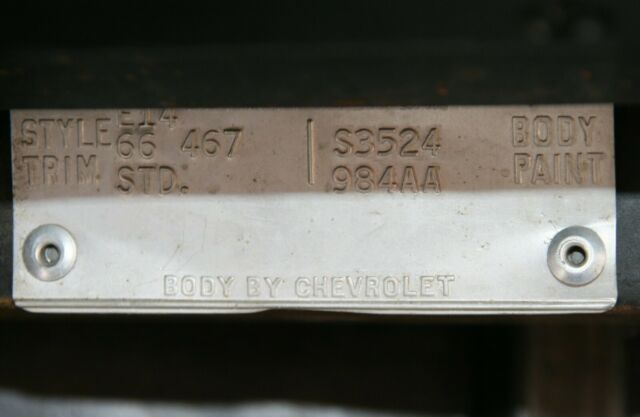 E14
STYLE 66 467 | S3524 BODY
TRIM STD. 984AA PAINT
BODY BY CHEVROLET